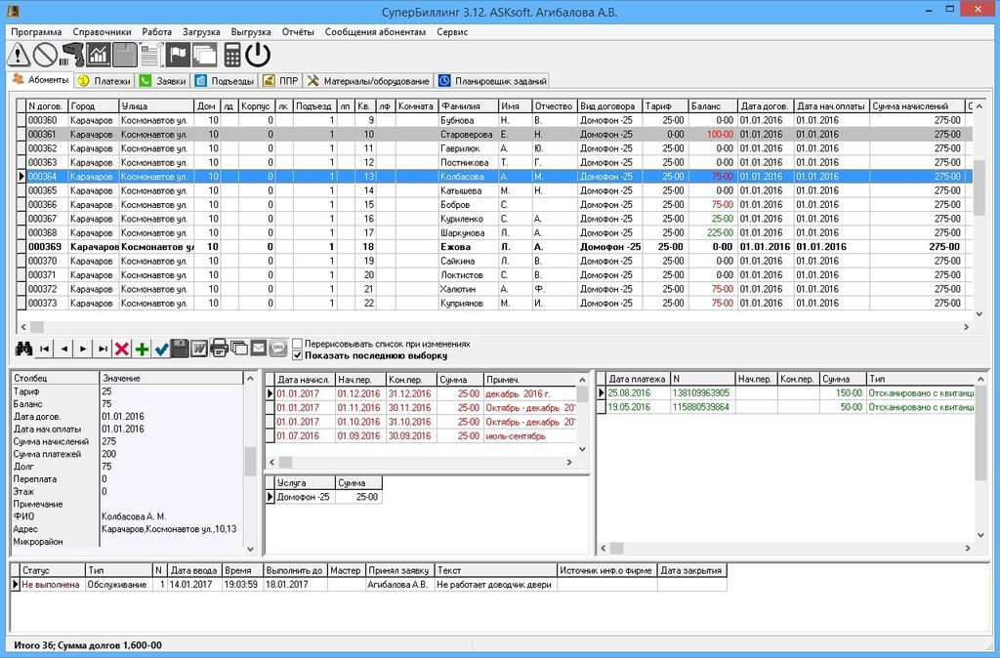 СуперБиллинг 3.12. ASKsoft. Агибалова А.В.
Программа Справочники Работа Загрузка Выгрузка Отчёты Сообщения абонентам Сервис
Абоненты Платежи Заявки Подъезды ППР Материалы/оборудование Планировщик заданий
N догов. Город Улица Дом лд Корпус лк Подъезд лп Кв. лф Комната Фамилия Имя Отчество Вид договора Тариф Баланс Дата догов. Дата нач.оплаты Сумма начислений С
000360 Карачаров Космонавтов ул. 10 0 1 9 Бубнова Н. В. Домофон -25 25-00 0-00 01.01.2016 01.01.2016 275-00
000361 Карачаров Космонавтов ул. 10 0 1 10 Староверова Е. Н. Домофон -25 0-00 100-00 01.01.2016 01.01.2016 275-00
000362 Карачаров Космонавтов ул. 10 0 1 11 Гаврилюк А. Ю. Домофон -25 25-00 0-00 01.01.2016 01.01.2016 275-00
000363 Карачаров Космонавтов ул. 10 0 1 12 Постникова Т. Г. Домофон -25 25-00 0-00 01.01.2016 01.01.2016 275-00
000364 Карачаров Космонавтов ул. 10 0 1 13 Колбасова А. М. Домофон -25 25-00 75-00 01.01.2016 01.01.2016 275-00
000365 Карачаров Космонавтов ул. 10 0 1 14 Катышева М. Н. Домофон -25 25-00 0-00 01.01.2016 01.01.2016 275-00
000366 Карачаров Космонавтов ул. 10 0 1 15 Бобров С. Домофон -25 25-00 75-00 01.01.2016 01.01.2016 275-00
000367 Карачаров Космонавтов ул. 10 0 1 16 Куриленко С. А. Домофон -25 25-00 25-00 01.01.2016 01.01.2016 275-00
000368 Карачаров Космонавтов ул. 10 0 1 17 Шаркунова Л. А. Домофон -25 25-00 225-00 01.01.2016 01.01.2016 275-00
000369 Карачаров Космонавтов ул 10 0 1 18 Ежова Л. А. Домофон -25 25-00 0-00 01.01.2016 01.01.2016 275-00
000370 Карачаров Космонавтов ул. 10 0 1 19 Сайкина Л. В. Домофон -25 25-00 0-00 01.01.2016 01.01.2016 275-00
000371 Карачаров Космонавтов ул. 10 0 1 20 Локтистов С. В. Домофон -25 25-00 0-00 01.01.2016 01.01.2016 275-00
000372 Карачаров Космонавтов ул. 10 0 1 21 Халютин А. Ф. Домофон -25 25-00 75-00 01.01.2016 01.01.2016 275-00
000373 Карачаров Космонавтов ул. 10 0 1 22 Куприянов М. И. Домофон -25 25-00 75-00 01.01.2016 01.01.2016 275-00
Перерисовывать список при изменениях
Показать последнюю выборку
Столбец Значение
Тариф 25
Баланс 75
Дата догов. 01.01.2016
Дата нач.оплаты 01.01.2016
Сумма начислений 275
Сумма платежей 200
Долг 75
Переплата 0
Этаж 0
Примечание
ФИО Колбасова А. М.
Адрес Карачаров,Космонавтов ул.,10,13
Микрорайон
Дата начисл. Нач.пер. Кон.пер. Сумма Примеч.
01.01.2017 01.12.2016 31.12.2016 25-00 декабрь 2016 г.
01.01.2017 01.11.2016 30.11.2016 25-00 Октябрь - декабрь 20
01.01.2017 01.10.2016 31.10.2016 25-00 Октябрь - декабрь 20
01.07.2016 01.09.2016 30.09.2016 25-00 июль-сентябрь
Услуга Сумма
Домофон -25 25-00
Дата платежа N Нач.пер. Кон.пер. Сумма Тип
25.08.2016 138109963905 150-00 Отсканировано с квитанци
19.05.2016 115880539864 50-00 Отсканировано с квитанци
Статус Тип N Дата ввода Время Выполнить до Мастер Принял заявку Текст Источник инф.о фирме Дата закрытия
Не выполнена Обслуживание 1 14.01.2017 19:03:59 18.01.2017 Агибалова А.В. Не работает доводчик двери
Итого 36; Сумма долгов 1,600-00